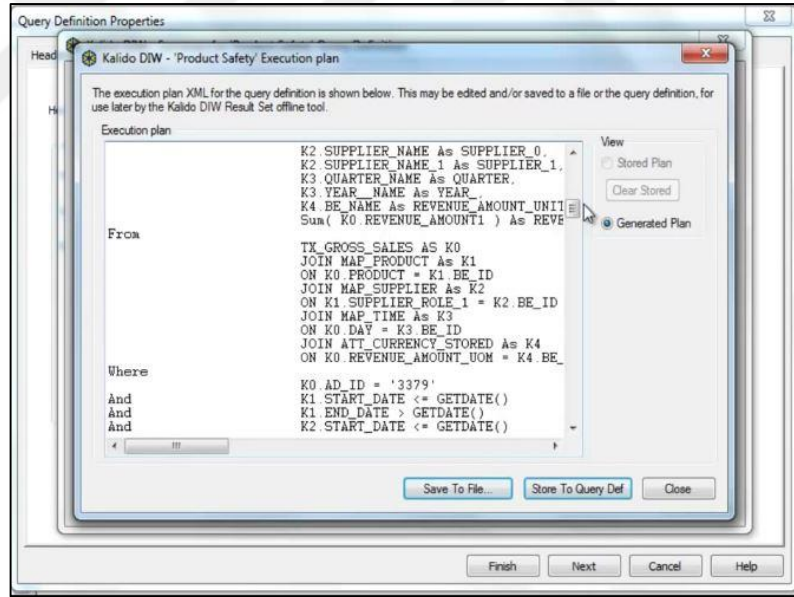 Query Definition Properties
Head
Kalido DIW - 'Product Safety' Execution plan
The execution plan XML for the query definition is shown below. This may be edited and/or saved to a file or the query definition, for
use later by the Kalido DIW Result Set offline tool.
Execution plan
View
K2.SUPPLIER_NAME As SUPPLIER_0,
K2.SUPPLIER_NAME_1 As SUPPLIER_1,
K3.QUARTER_NAME As QUARTER,
K3.YEAR__NAME As YEAR_,
K4.BE_NAME As REVENUE_AMOUNT_UNIT
Sum( K0.REVENUE_AMOUNT1 ) As REVE
Stored Plan
Clear Stored
Generated Plan
From
TX_GROSS_SALES AS K0
JOIN MAP_PRODUCT As K1
ON K0.PRODUCT = K1.BE_ID
JOIN MAP_SUPPLIER As K2
ON K1.SUPPLIER_ROLE_1 = K2.BE_ID
JOIN MAP_TIME As K3
ON K0.DAY = K3.BE_ID
JOIN ATT_CURRENCY_STORED As K4
ON K0.REVENUE_AMOUNT_UOM = K4.BE_
Where
K0.AD_ID = '3379'
And K1.START_DATE <= GETDATE()
And K1.END_DATE > GETDATE()
And K2.START_DATE <= GETDATE()
Save To File...
Store To Query Def
Close
Finish
Next
Cancel
Help